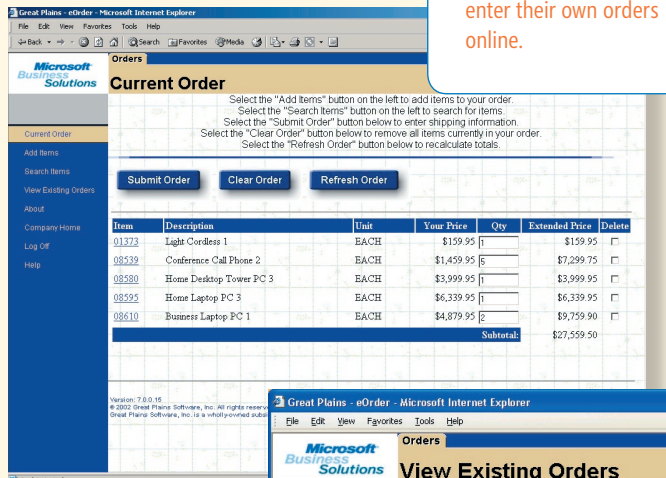 enter their own orders
online.
Great Plains - eOrder - Microsoft Internet Explorer
File Edit View Favorites Tools Help
Back Search Favorites Media
Microsoft
Business
Solutions
Orders
Current Order
Select the "Add Items" button on the left to add items to your order.
Select the "Search Items" button on the left to search for items.
Select the "Submit Order" button below to enter shipping information.
Select the "Clear Order" button below to remove all items currently in your order.
Select the "Refresh Order" button below to recalculate totals.
Current Order
Add Items
Search Items
View Existing Orders
About
Company Home
Log Off
Help
Submit Order Clear Order Refresh Order
Item Description Unit Your Price Qty Extended Price Delete
01373 Light Cordless 1 EACH $159.95 1 $159.95
08539 Conference Call Phone 2 EACH $1,459.95 5 $7,299.75
08580 Home Desktop Tower PC 3 EACH $3,999.95 1 $3,999.95
08595 Home Laptop PC 3 EACH $6,339.95 1 $6,339.95
08610 Business Laptop PC 1 EACH $4,879.95 2 $9,759.90
Subtotal: $27,559.50
Version: 7.0.0.15
© 2002 Great Plains Software, Inc. All rights reserv
Great Plains Software, Inc. is a wholly-owned subsi
Great Plains - eOrder - Microsoft Internet Explorer
File Edit View Favorites Tools Help
Microsoft
Business
Solutions
Orders
View Existing Orders